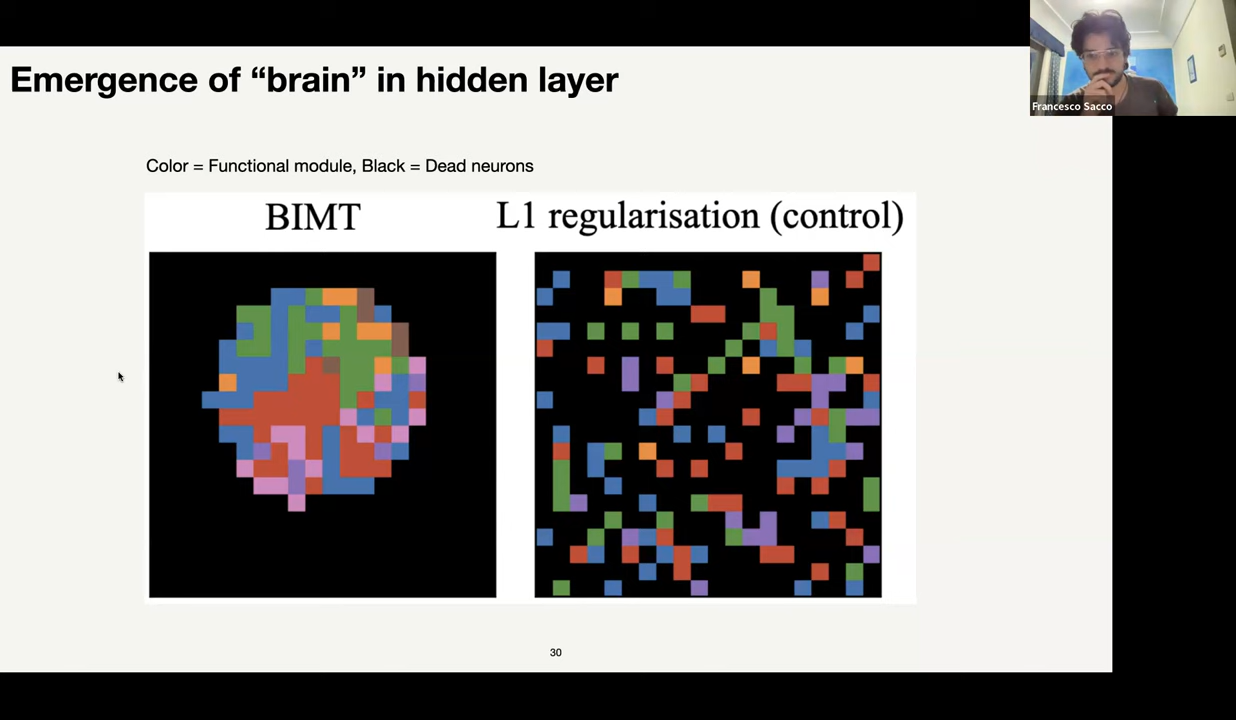 Emergence of “brain” in hidden layer
Francesco Sacco
Color = Functional module, Black = Dead neurons
BIMT
L1 regularisation (control)
30